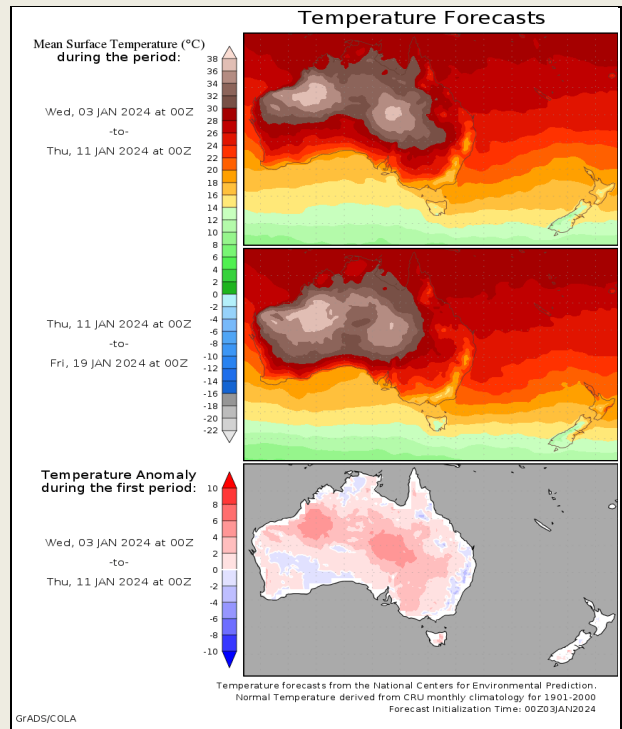 Temperature Forecasts
Mean Surface Temperature (°C)
during the period:
38
36
34
32
30
28
26
24
22
20
18
16
14
12
10
8
6
4
2
0
-2
-4
-6
-8
-10
-12
-14
-16
-18
-20
-22
Wed, 03 JAN 2024 at 00Z
-to-
Thu, 11 JAN 2024 at 00Z
Thu, 11 JAN 2024 at 00Z
-to-
Fri, 19 JAN 2024 at 00Z
Temperature Anomaly
during the first period:
10
8
6
4
2
0
-2
-4
-6
-8
-10
Wed, 03 JAN 2024 at 00Z
-to-
Thu, 11 JAN 2024 at 00Z
Temperature forecasts from the National Centers for Environmental Prediction.
Normal Temperature derived from CRU monthly climatology for 1901-2000
Forecast Initialization Time: 00Z03JAN2024
GrADS/COLA